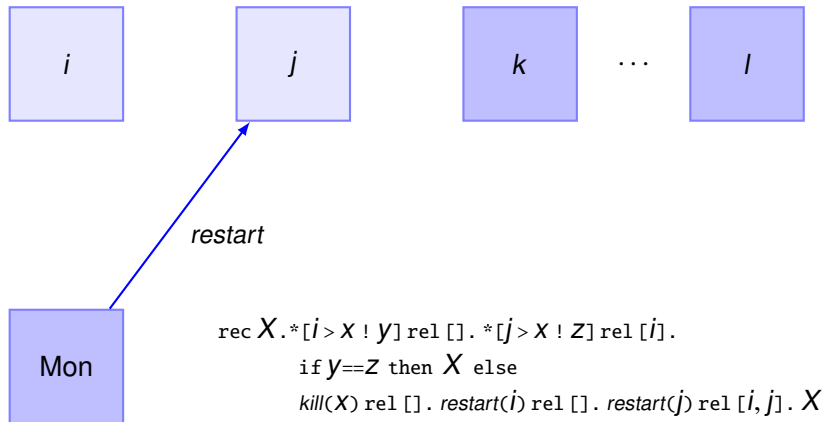 i j k ··· l
restart
Mon
rec X.*[i > x ! y] rel []. *[j > x ! z] rel [i].
if y==z then X else
kill(x) rel []. restart(i) rel []. restart(j) rel [i, j]. X